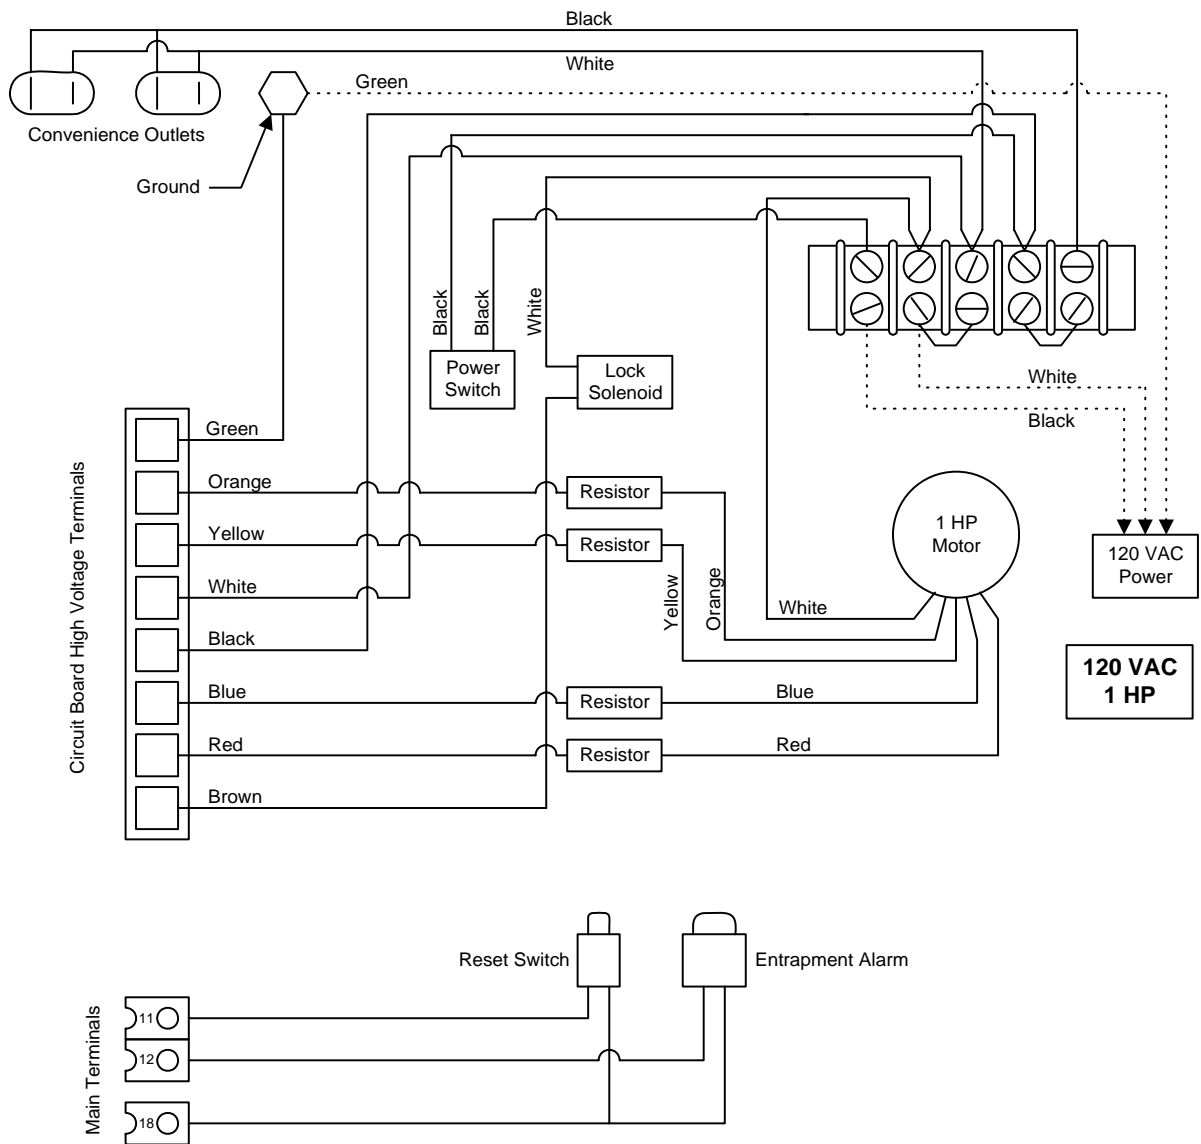 Black
White
Green
Convenience Outlets
Ground
Black
Black
White
Power
Switch
Lock
Solenoid
White
Black
Circuit Board High Voltage Terminals
Green
Orange
Yellow
White
Black
Blue
Red
Brown
Resistor
Resistor
Resistor
Resistor
Yellow
Orange
White
Blue
Red
1 HP
Motor
120 VAC
Power
120 VAC
1 HP
Reset Switch
Entrapment Alarm
Main Terminals
11
12
18